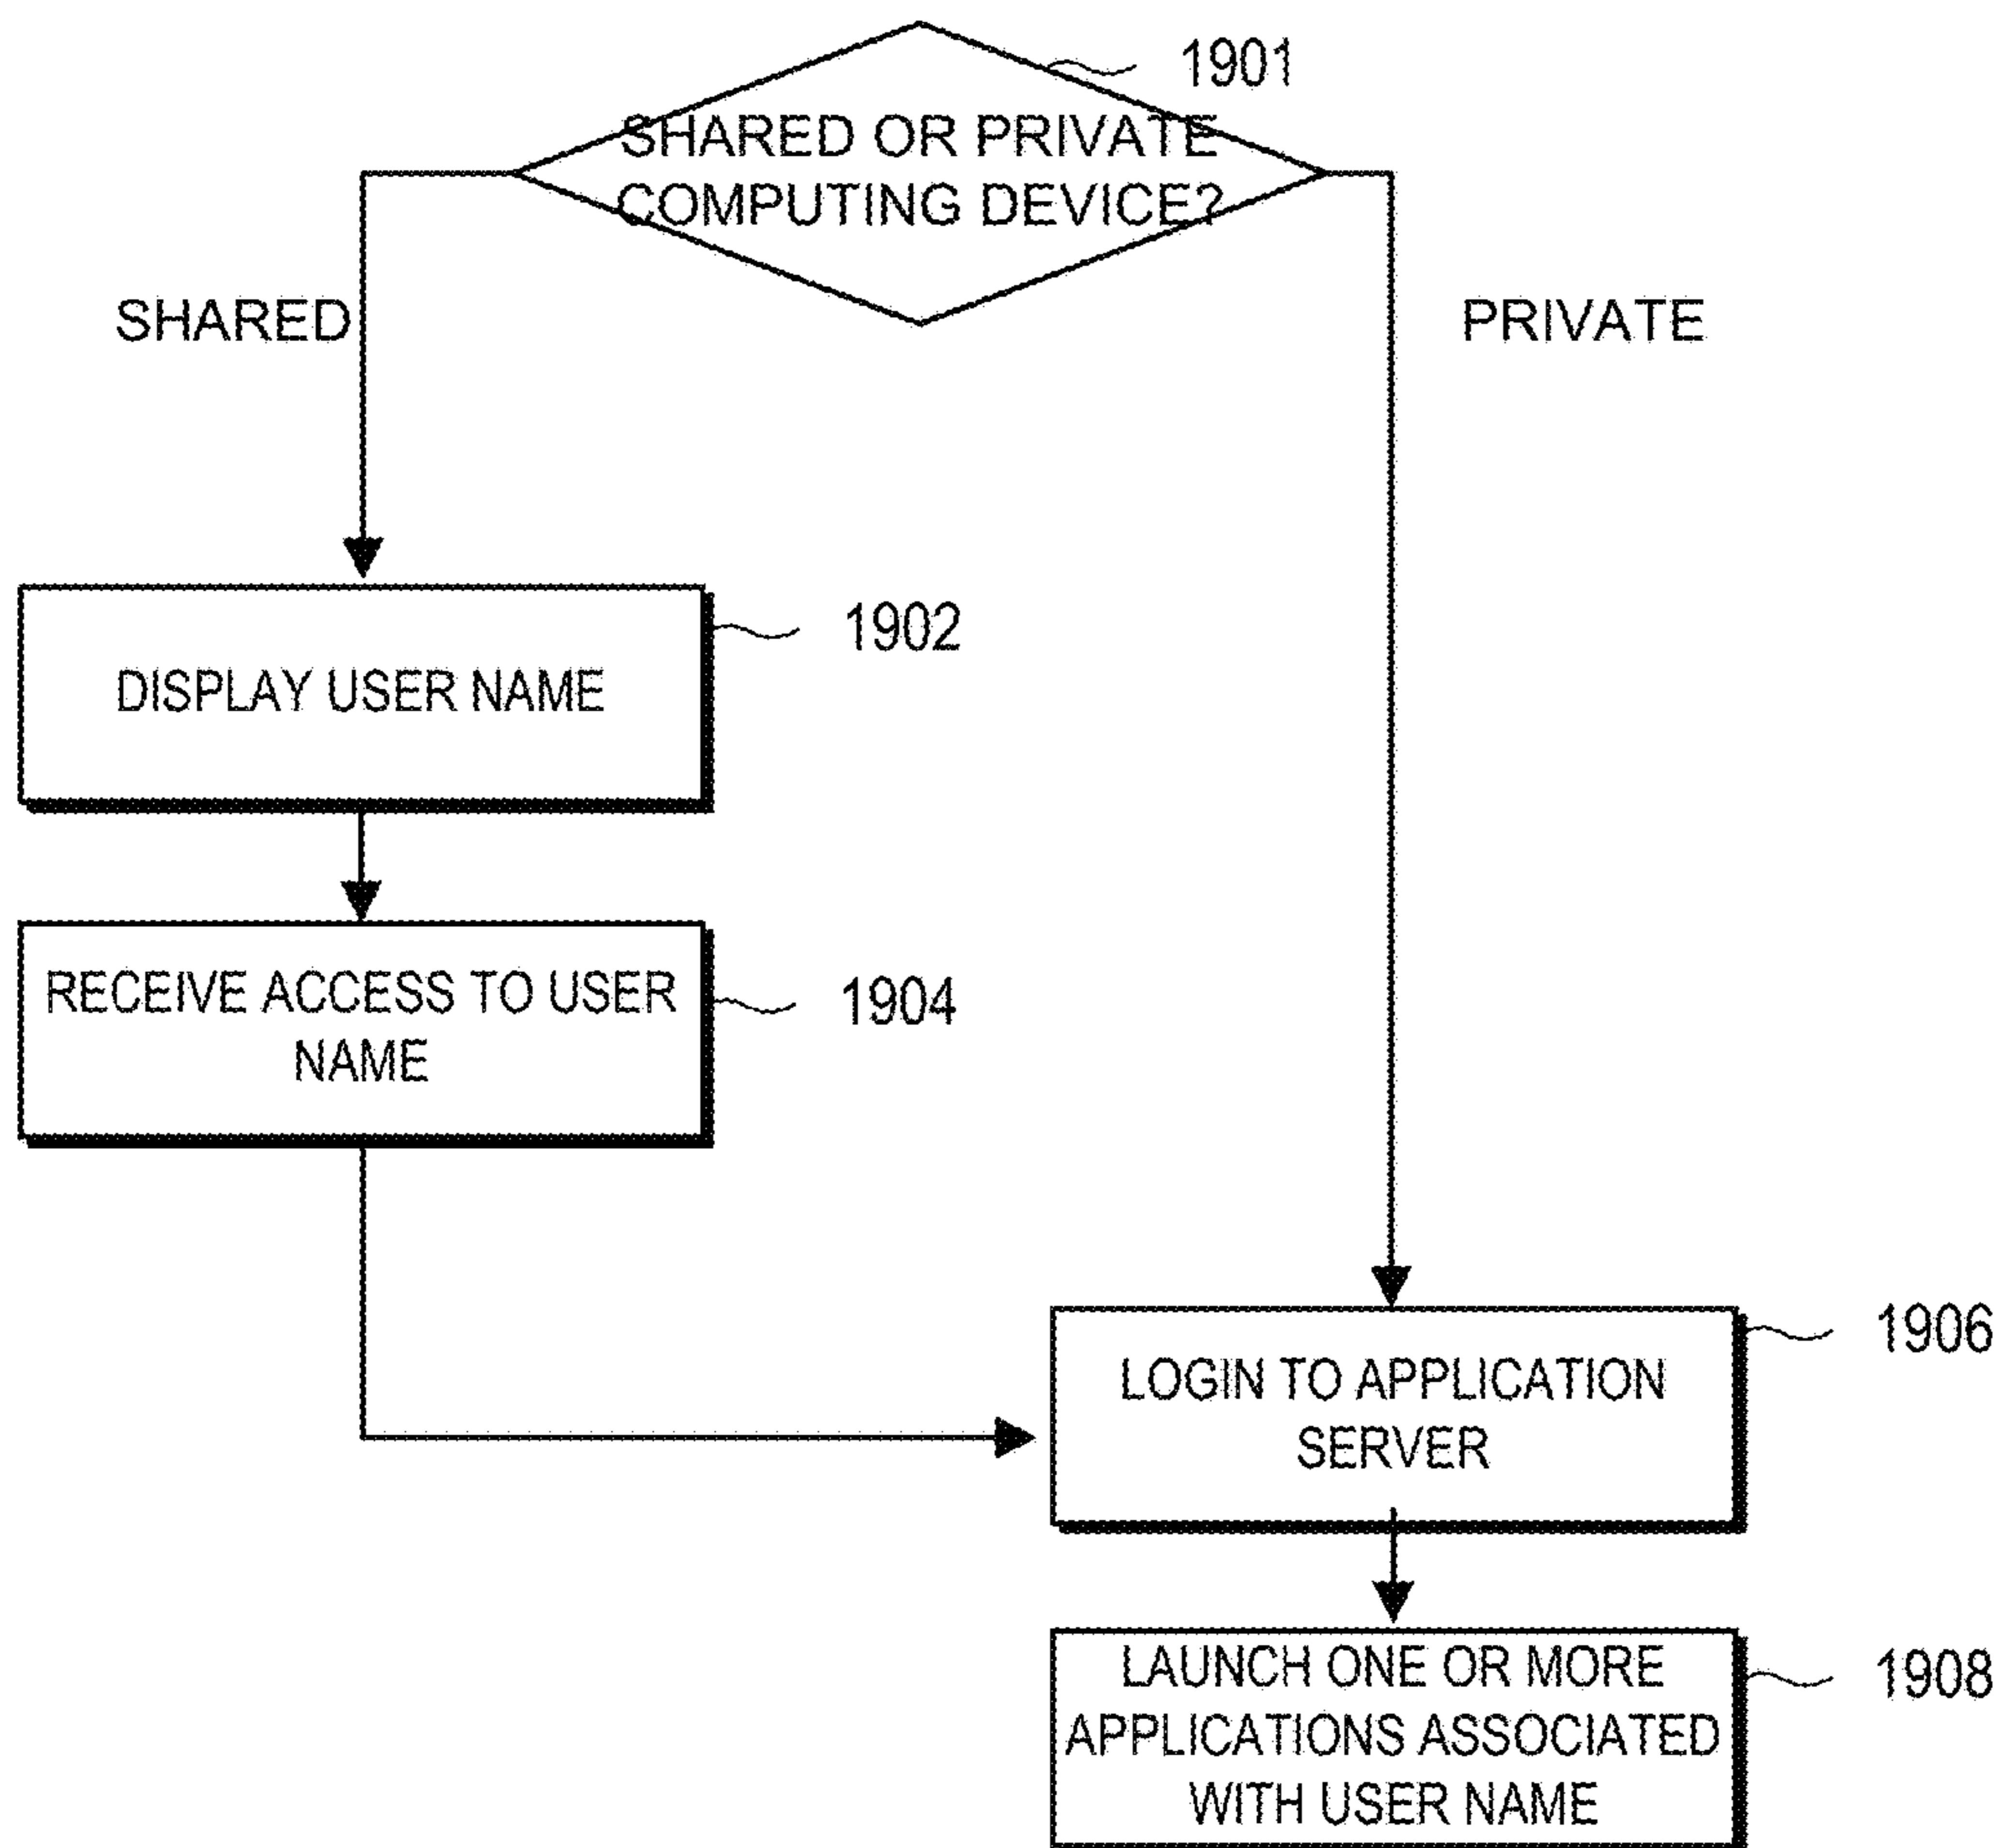 1901
SHARED OR PRIVATE
COMPUTING DEVICE?
SHARED
PRIVATE
1902
DISPLAY USER NAME
RECEIVE ACCESS TO USER
NAME
1904
1906
LOGIN TO APPLICATION
SERVER
LAUNCH ONE OR MORE
APPLICATIONS ASSOCIATED
WITH USER NAME
1908